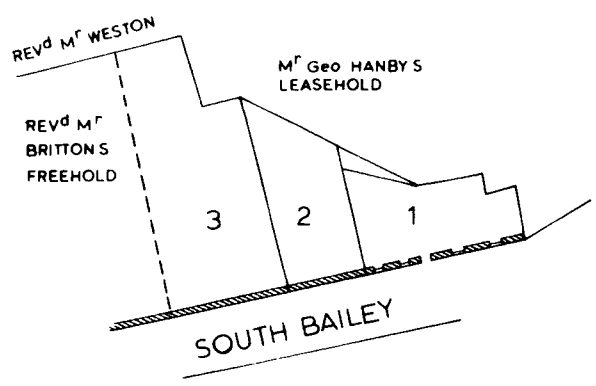 REVd Mr WESTON
Mr Geo HANBYS
LEASEHOLD
REVd Mr
BRITTONS
FREEHOLD
3
2
1
SOUTH BAILEY